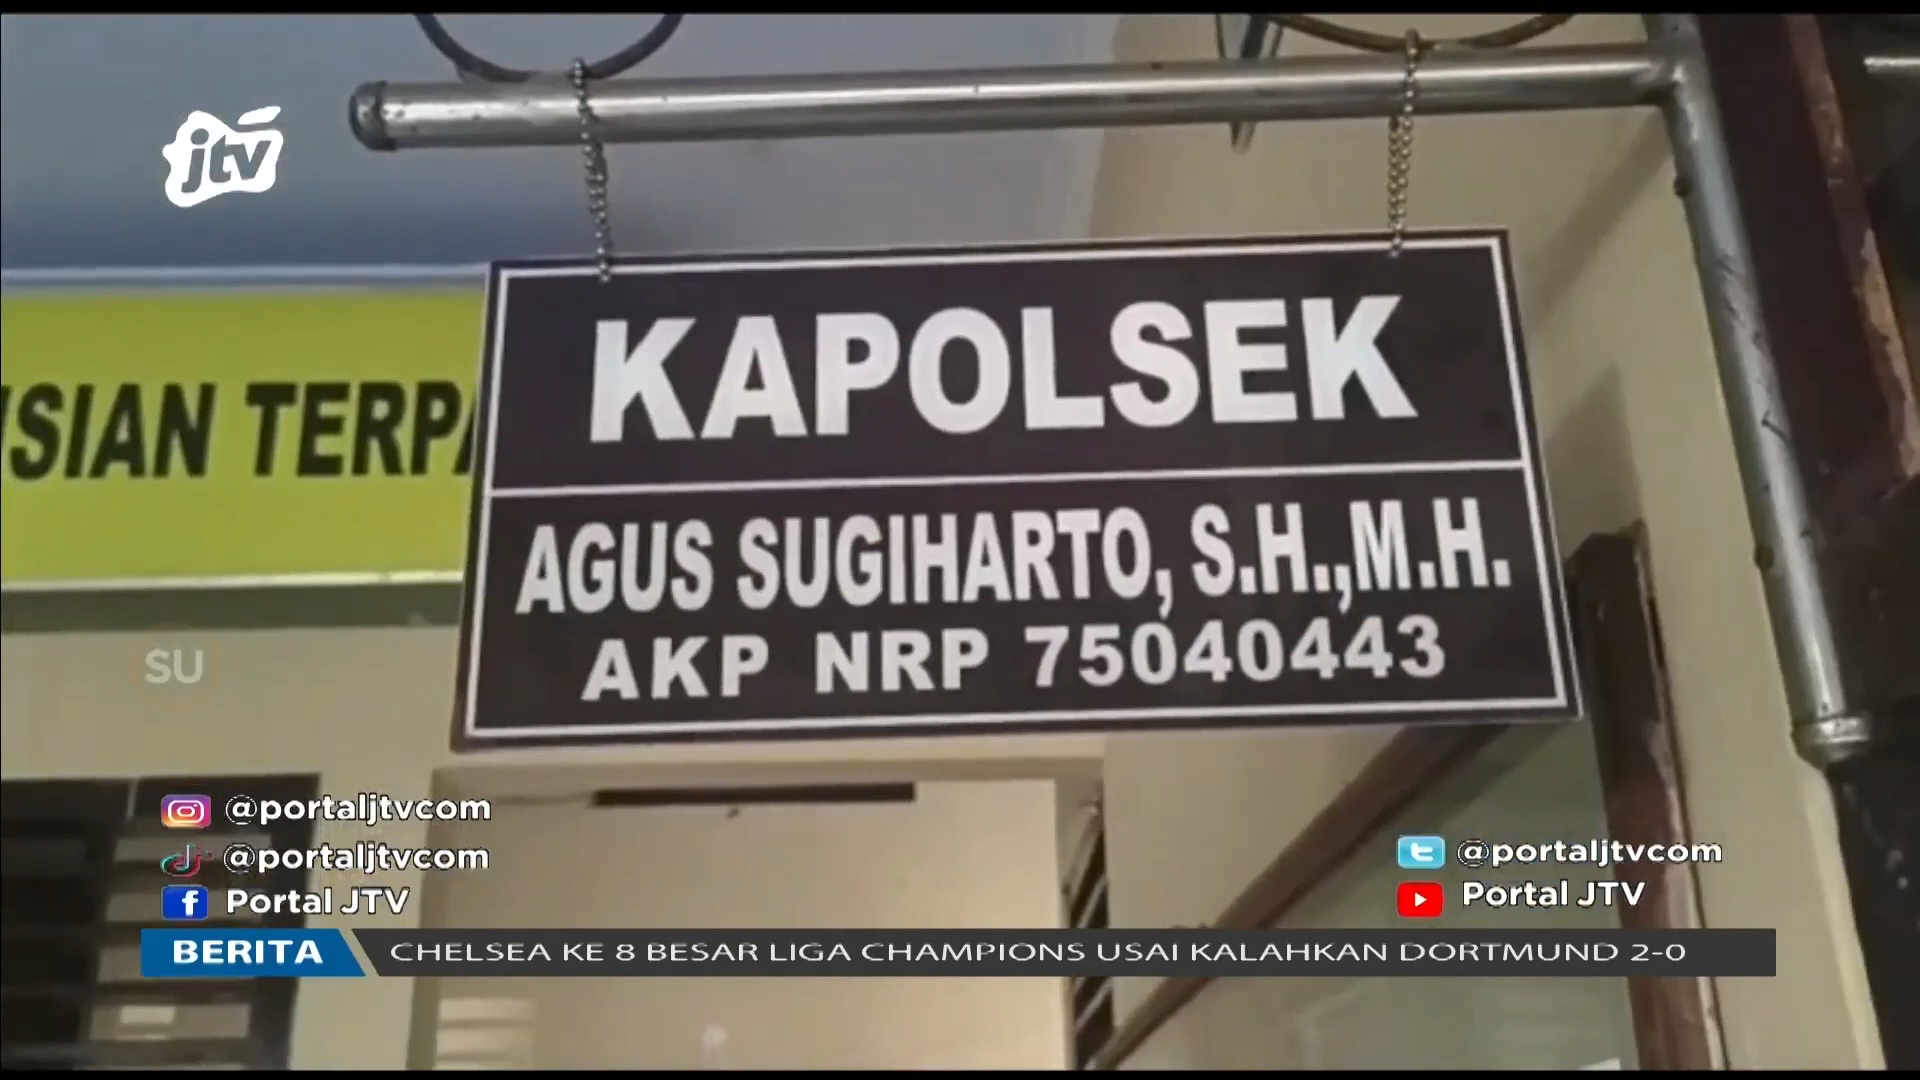 jtv
KAPOLSEK
SIAN TERP
AGUS SUGIHARTO, S.H.,M.H.
AKP NRP 75040443
SU
@portaljtvcom
@portaljtvcom
Portal JTV
@portaljtvcom
Portal JTV
BERITA
CHELSEA KE 8 BESAR LIGA CHAMPIONS USAI KALAHKAN DORTMUND 2-0